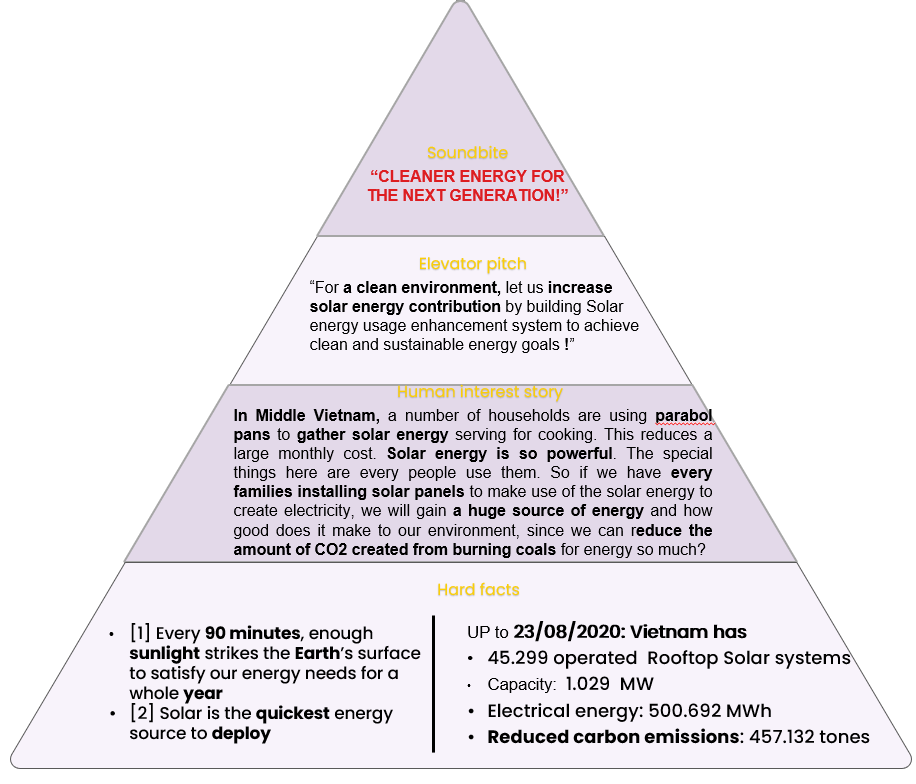 Soundbite
“CLEANER ENERGY FOR
THE NEXT GENERATION!”
Elevator pitch
“For a clean environment, let us increase
solar energy contribution by building Solar
energy usage enhancement system to achieve
clean and sustainable energy goals !”
Human interest story
In Middle Vietnam, a number of households are using parabol
pans to gather solar energy serving for cooking. This reduces a
large monthly cost. Solar energy is so powerful. The special
things here are every people use them. So if we have every
families installing solar panels to make use of the solar energy to
create electricity, we will gain a huge source of energy and how
good does it make to our environment, since we can reduce the
amount of CO2 created from burning coals for energy so much?
Hard facts
• [1] Every 90 minutes, enough
sunlight strikes the Earth’s surface
to satisfy our energy needs for a
whole year
• [2] Solar is the quickest energy
source to deploy
UP to 23/08/2020: Vietnam has
• 45.299 operated Rooftop Solar systems
• Capacity: 1.029 MW
• Electrical energy: 500.692 MWh
• Reduced carbon emissions: 457.132 tones